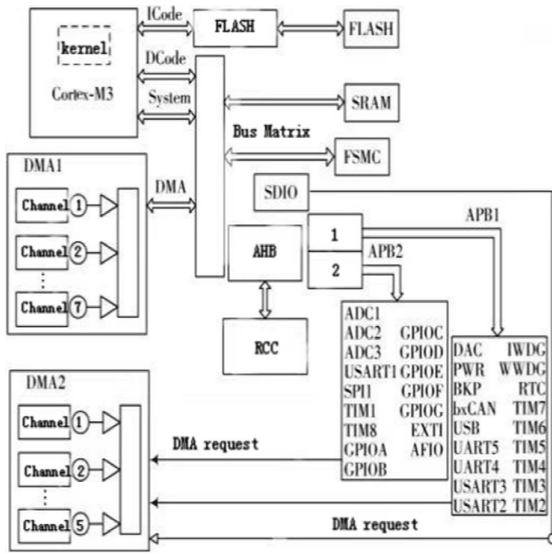 ICode
FLASH
FLASH
kernel
DCode
Cortex-M3
System
SRAM
Bus Matrix
FSMC
DMA1
DMA
SDIO
Channel 1
APB1
1
AHB
APB2
Channel 2
2
Channel 7
RCC
ADC1
ADC2 GPIOC
ADC3 GPIOD
USART1 GPIOE
SPI1 GPIOF
TIM1 GPIOG
TIM8 EXTI
GPIOA AFIO
GPIOB
DAC IWDG
PWR WWDG
BKP RTC
bxCAN TIM7
USB TIM6
UART5 TIM5
UART4 TIM4
USART3 TIM3
USART2 TIM2
DMA2
Channel 1
DMA request
Channel 2
Channel 5
DMA request